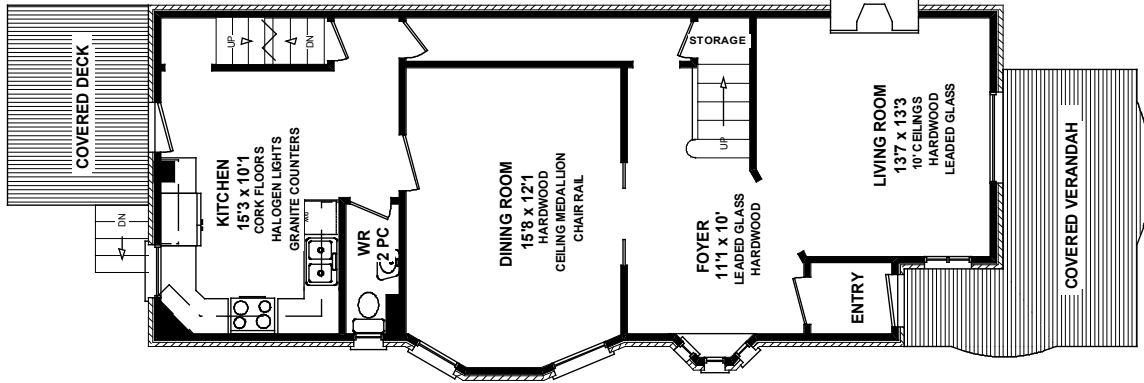 COVERED DECK
UP
DN
STORAGE
UP
DN
KITCHEN
15'3 x 10'1
CORK FLOORS
HALOGEN LIGHTS
GRANITE COUNTERS
WR
2 PC
DINING ROOM
15'8 x 12'1
HARDWOOD
CEILING MEDALLION
CHAIR RAIL
FOYER
11'1 x 10'
LEADED GLASS
HARDWOOD
LIVING ROOM
13'7 x 13'3
10' CEILINGS
HARDWOOD
LEADED GLASS
ENTRY
COVERED VERANDAH